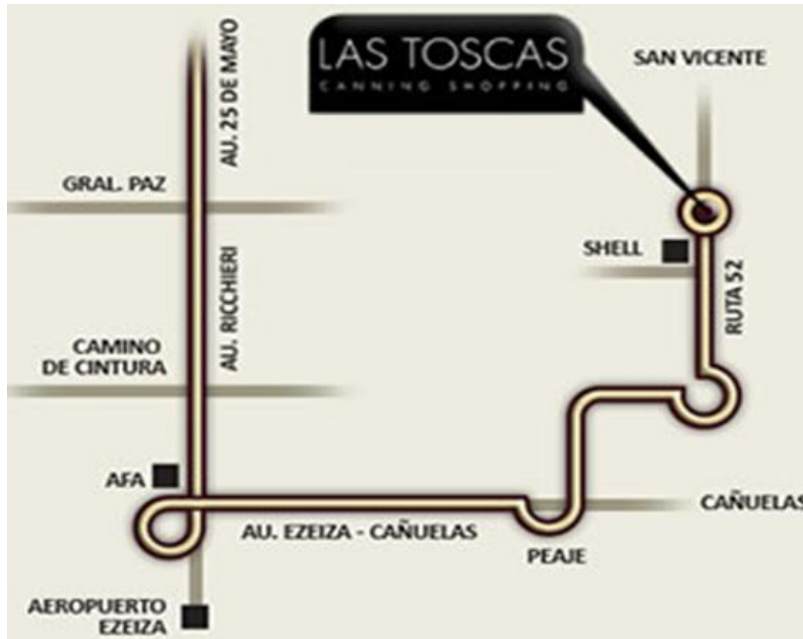 LAS TOSCAS
CANNING SHOPPING
SAN VICENTE
AU. 25 DE MAYO
GRAL. PAZ
SHELL
RUTA 52
AU. RICCHIERI
CAMINO
DE CINTURA
AFA
CAÑUELAS
AU. EZEIZA - CAÑUELAS
PEAJE
AEROPUERTO
EZEIZA